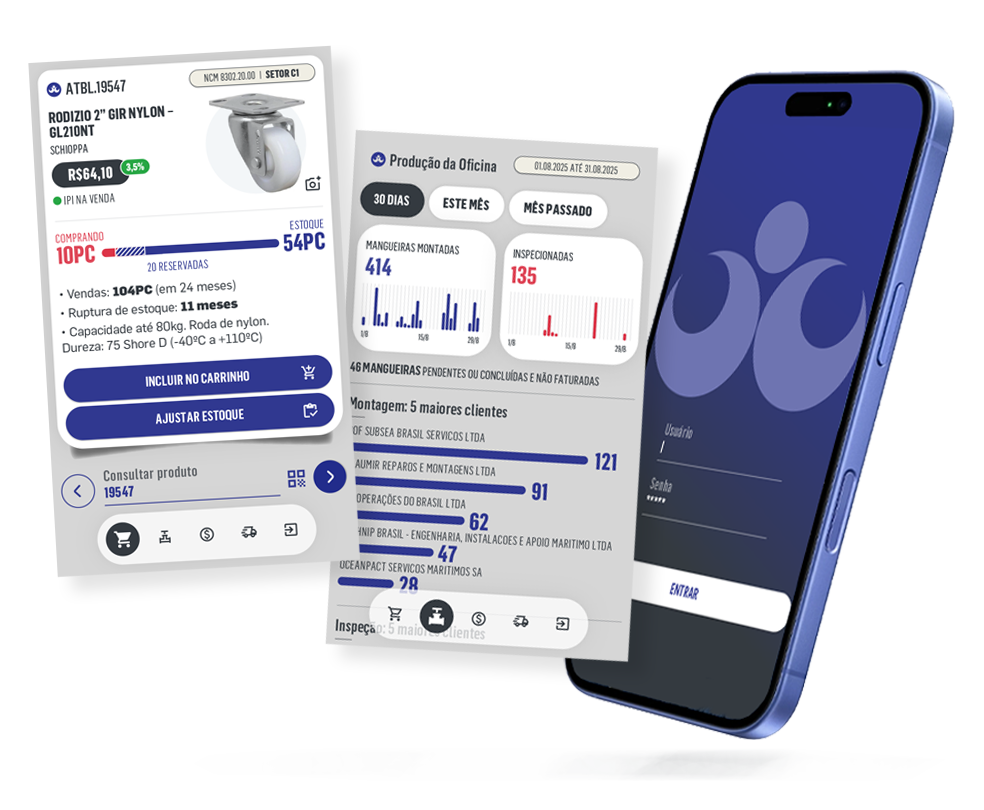 ATBL.19547
NCM 8302.20.00 | SETOR C1
RODIZIO 2" GIR NYLON –
GL210NT
SCHIOPPA
R$64,10
3,5%
IPI NA VENDA
COMPRANDO
10PC
ESTOQUE
54PC
20 RESERVADAS
• Vendas: 104PC (em 24 meses)
• Ruptura de estoque: 11 meses
• Capacidade até 80kg. Roda de nylon.
Dureza: 75 Shore D (-40ºC a +110ºC)
INCLUIR NO CARRINHO
AJUSTAR ESTOQUE
Consultar produto
19547
Produção da Oficina
01.08.2025 ATÉ 31.08.2025
30 DIAS
ESTE MÊS
MÊS PASSADO
MANGUEIRAS MONTADAS
414
1/8
15/8
29/8
INSPECIONADAS
135
1/8
15/8
29/8
46 MANGUEIRAS PENDENTES OU CONCLUÍDAS E NÃO FATURADAS
Montagem: 5 maiores clientes
OF SUBSEA BRASIL SERVICOS LTDA
121
AUMIR REPAROS E MONTAGENS LTDA
91
OPERAÇÕES DO BRASIL LTDA
62
HNIP BRASIL - ENGENHARIA, INSTALACOES E APOIO MARITIMO LTDA
47
OCEANPACT SERVICOS MARITIMOS SA
28
Inspeção: 5 maiores clientes
Usuário
Senha
ENTRAR